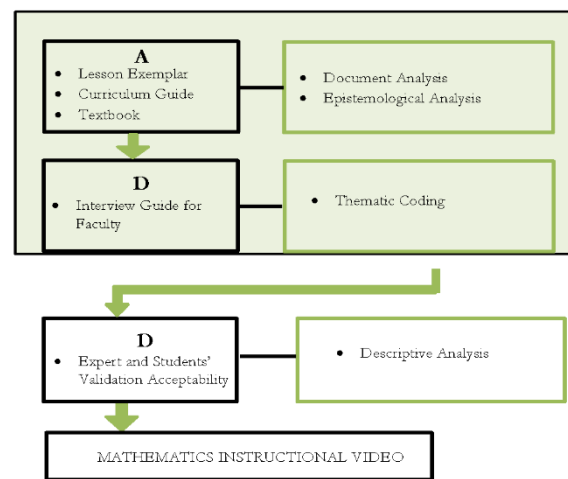 A
• Lesson Exemplar
• Curriculum Guide
• Textbook
• Document Analysis
• Epistemological Analysis
D
• Interview Guide for
Faculty
• Thematic Coding
D
• Expert and Students'
Validation Acceptability
• Descriptive Analysis
MATHEMATICS INSTRUCTIONAL VIDEO